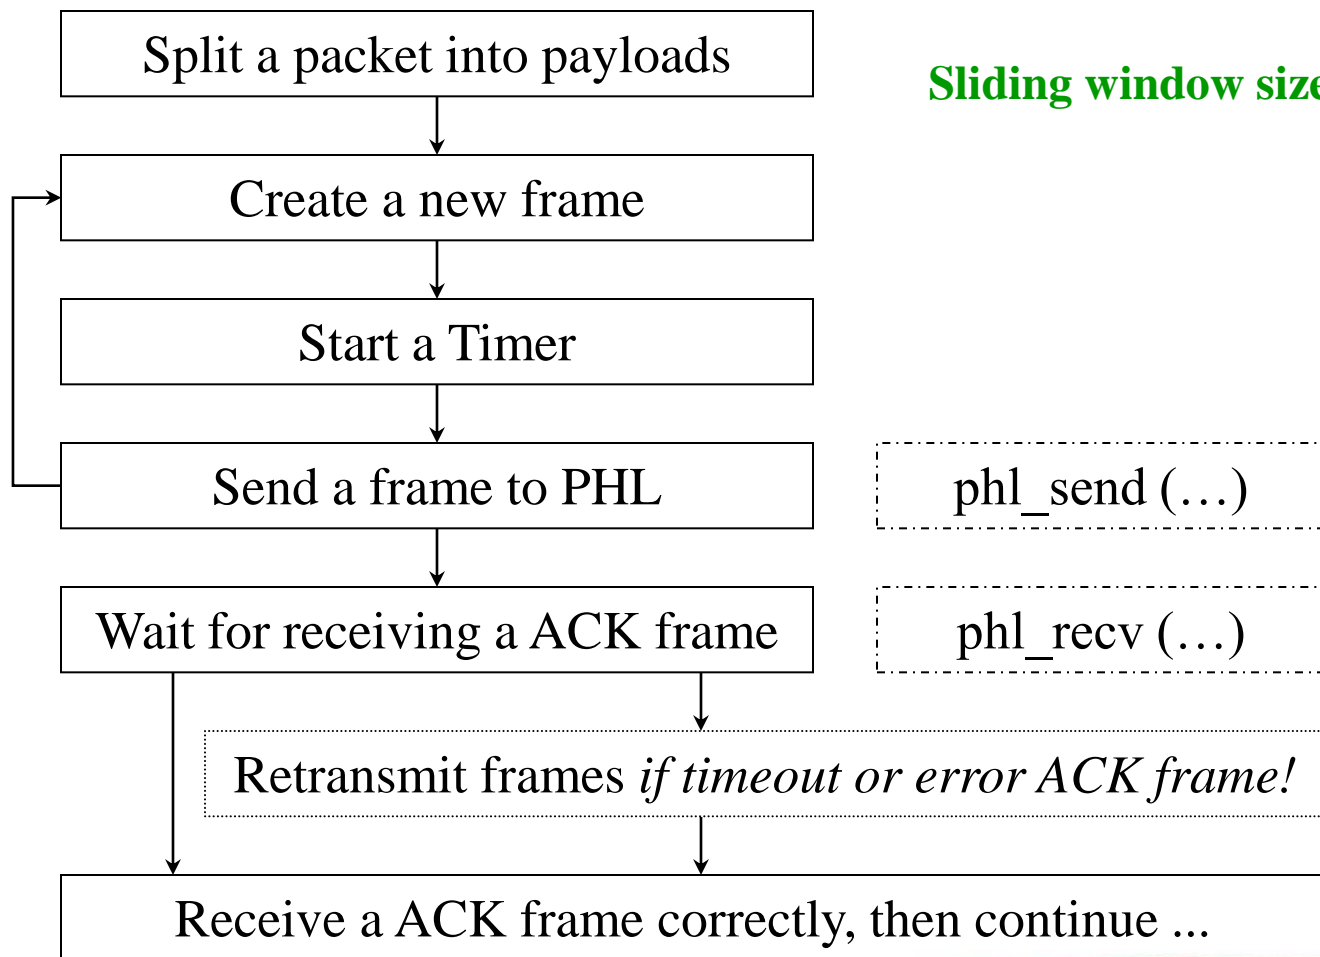 Split a packet into payloads
Sliding window size
Create a new frame
Start a Timer
Send a frame to PHL
phl_send (…)
Wait for receiving a ACK frame
phl_recv (…)
Retransmit frames if timeout or error ACK frame!
Receive a ACK frame correctly, then continue ...